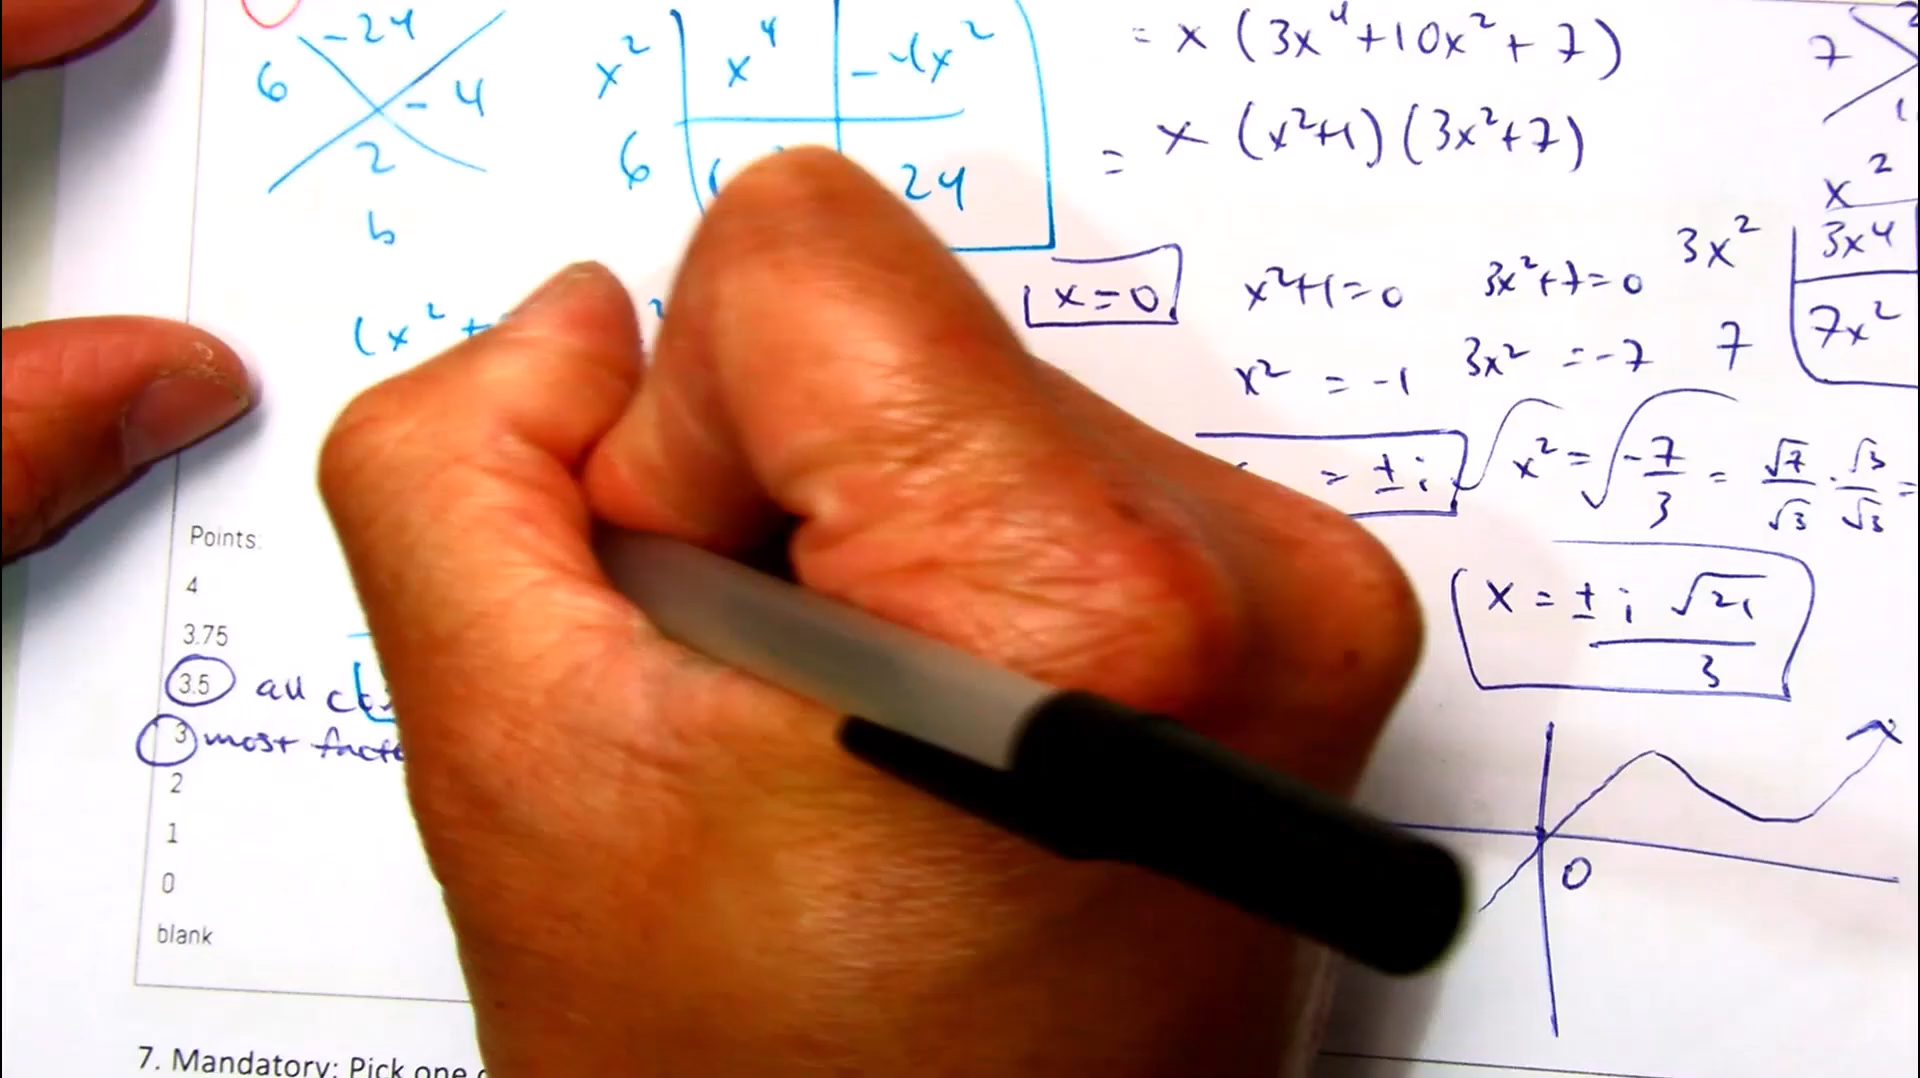 -24
6 -4
2
b
x² x⁴ -4x²
6 24
(x² +
= x (3x⁴+10x²+7)
= x (x²+1)(3x²+7)
x=0
x²+1=0 3x²+7=0
x² = -1 3x² = -7
= ±i
√x² = √-7/3 = √7/√3 · √3/√3 =
x = ± i √21/3
0
7
x²
3x² 3x4
7 7x²
Points:
4
3.75
3.5 all
3 most
2
1
0
blank
7. Mandatory: Pick one